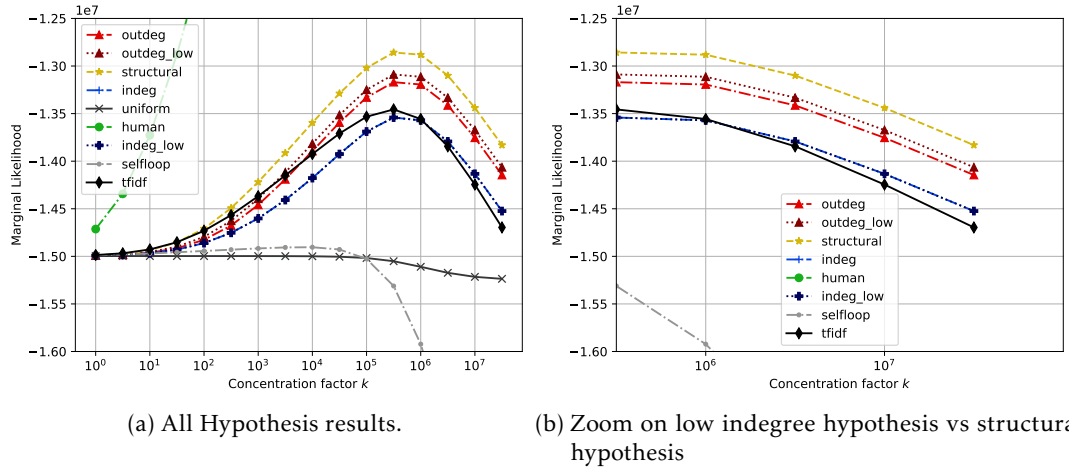 1e7
−1.25
−1.30
−1.35
−1.40
−1.45
−1.50
−1.55
−1.60
Marginal Likelihood
outdeg
outdeg_low
structural
indeg
uniform
human
indeg_low
selfloop
tfidf
10^0
10^1
10^2
10^3
10^4
10^5
10^6
10^7
Concentration factor k
(a) All Hypothesis results.
1e7
−1.25
−1.30
−1.35
−1.40
−1.45
−1.50
−1.55
−1.60
Marginal Likelihood
outdeg
outdeg_low
structural
indeg
human
indeg_low
selfloop
tfidf
10^6
10^7
Concentration factor k
(b) Zoom on low indegree hypothesis vs structura
hypothesis